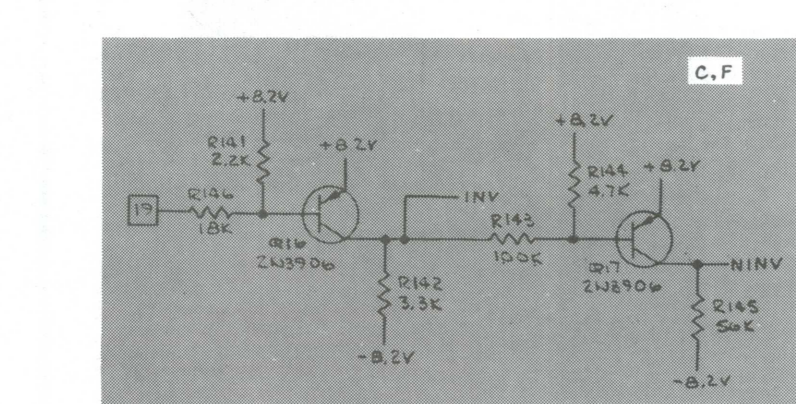 C, F
+8.2V
R141
2.2K
+8.2V
19
R146
18K
Q16
2N3906
INV
R142
3.3K
-8.2V
R143
100K
+8.2V
R144
4.7K
+8.2V
Q17
2N3906
NINV
R145
56K
-8.2V